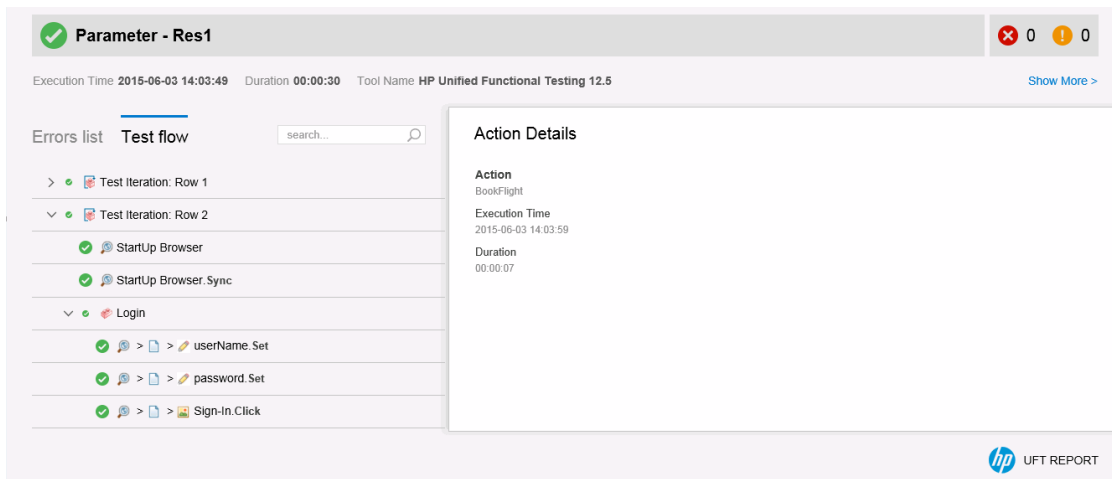 Parameter - Res1
0
0
Execution Time 2015-06-03 14:03:49 Duration 00:00:30 Tool Name HP Unified Functional Testing 12.5
Show More >
Errors list Test flow
search...
> Test Iteration: Row 1
Test Iteration: Row 2
StartUp Browser
StartUp Browser.Sync
Login
> > userName.Set
> > password.Set
> > Sign-In.Click
Action Details
Action
BookFlight
Execution Time
2015-06-03 14:03:59
Duration
00:00:07
hp UFT REPORT